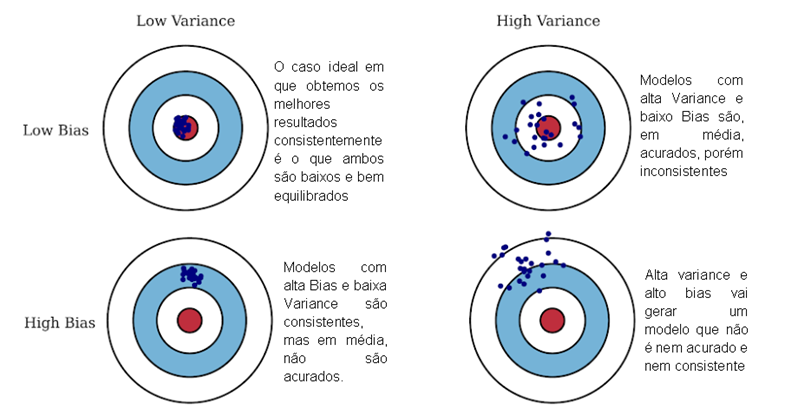 Low Variance
High Variance
Low Bias
O caso ideal em
que obtemos os
melhores
resultados
consistentemente
é o que ambos
são baixos e bem
equilibrados
Modelos com
alta Variance e
baixo Bias são,
em média,
acurados, porém
inconsistentes
High Bias
Modelos com
alta Bias e baixa
Variance são
consistentes,
mas em média,
não são
acurados.
Alta variance e
alto bias vai
gerar um
modelo que não
é nem acurado e
nem consistente